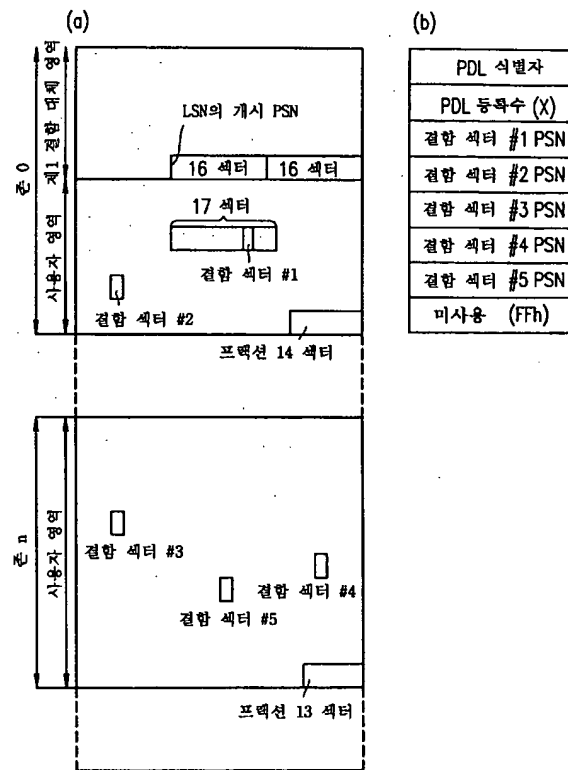 (a)
존 0
제1 결함 대체 영역
사용자 영역
LSN의 개시 PSN
16 섹터
16 섹터
17 섹터
결함 섹터 #1
결함 섹터 #2
프랙션 14 섹터
존 n
사용자 영역
결함 섹터 #3
결함 섹터 #4
결함 섹터 #5
프랙션 13 섹터
(b)
PDL 식별자
PDL 등록수 (X)
결함 섹터 #1 PSN
결함 섹터 #2 PSN
결함 섹터 #3 PSN
결함 섹터 #4 PSN
결함 섹터 #5 PSN
미사용 (FFh)